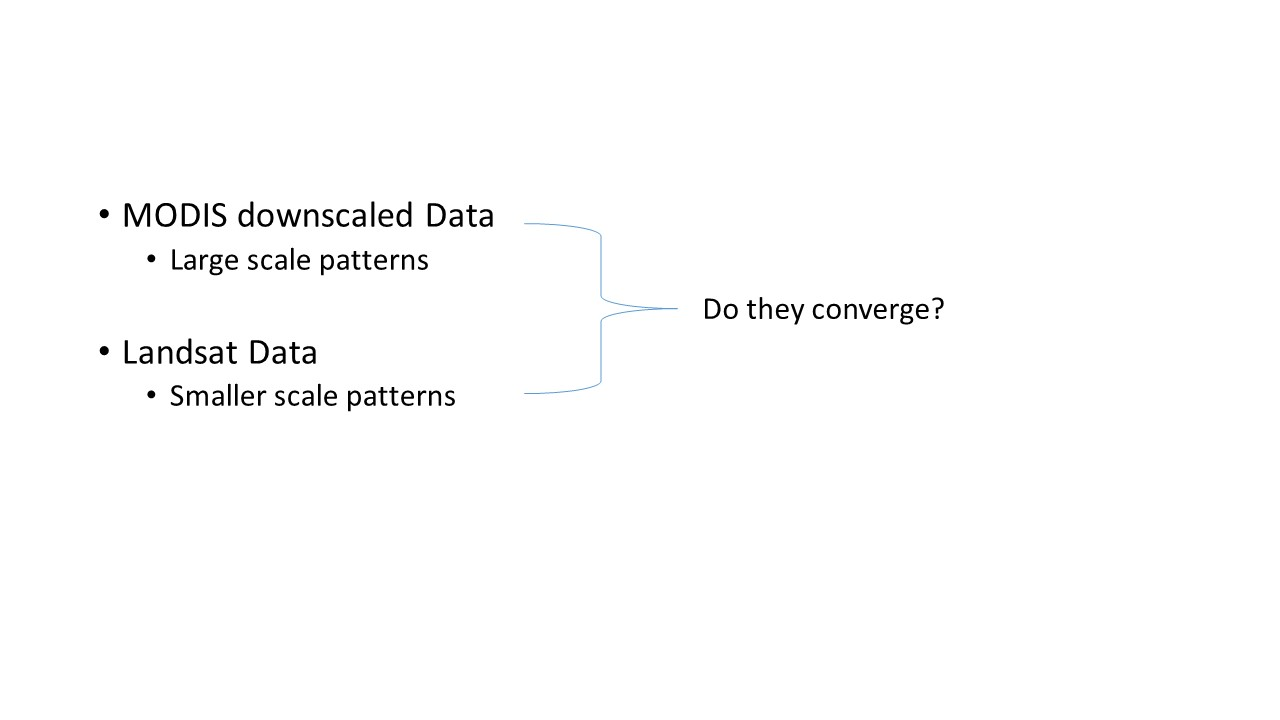 • MODIS downscaled Data
• Large scale patterns
Do they converge?
• Landsat Data
• Smaller scale patterns